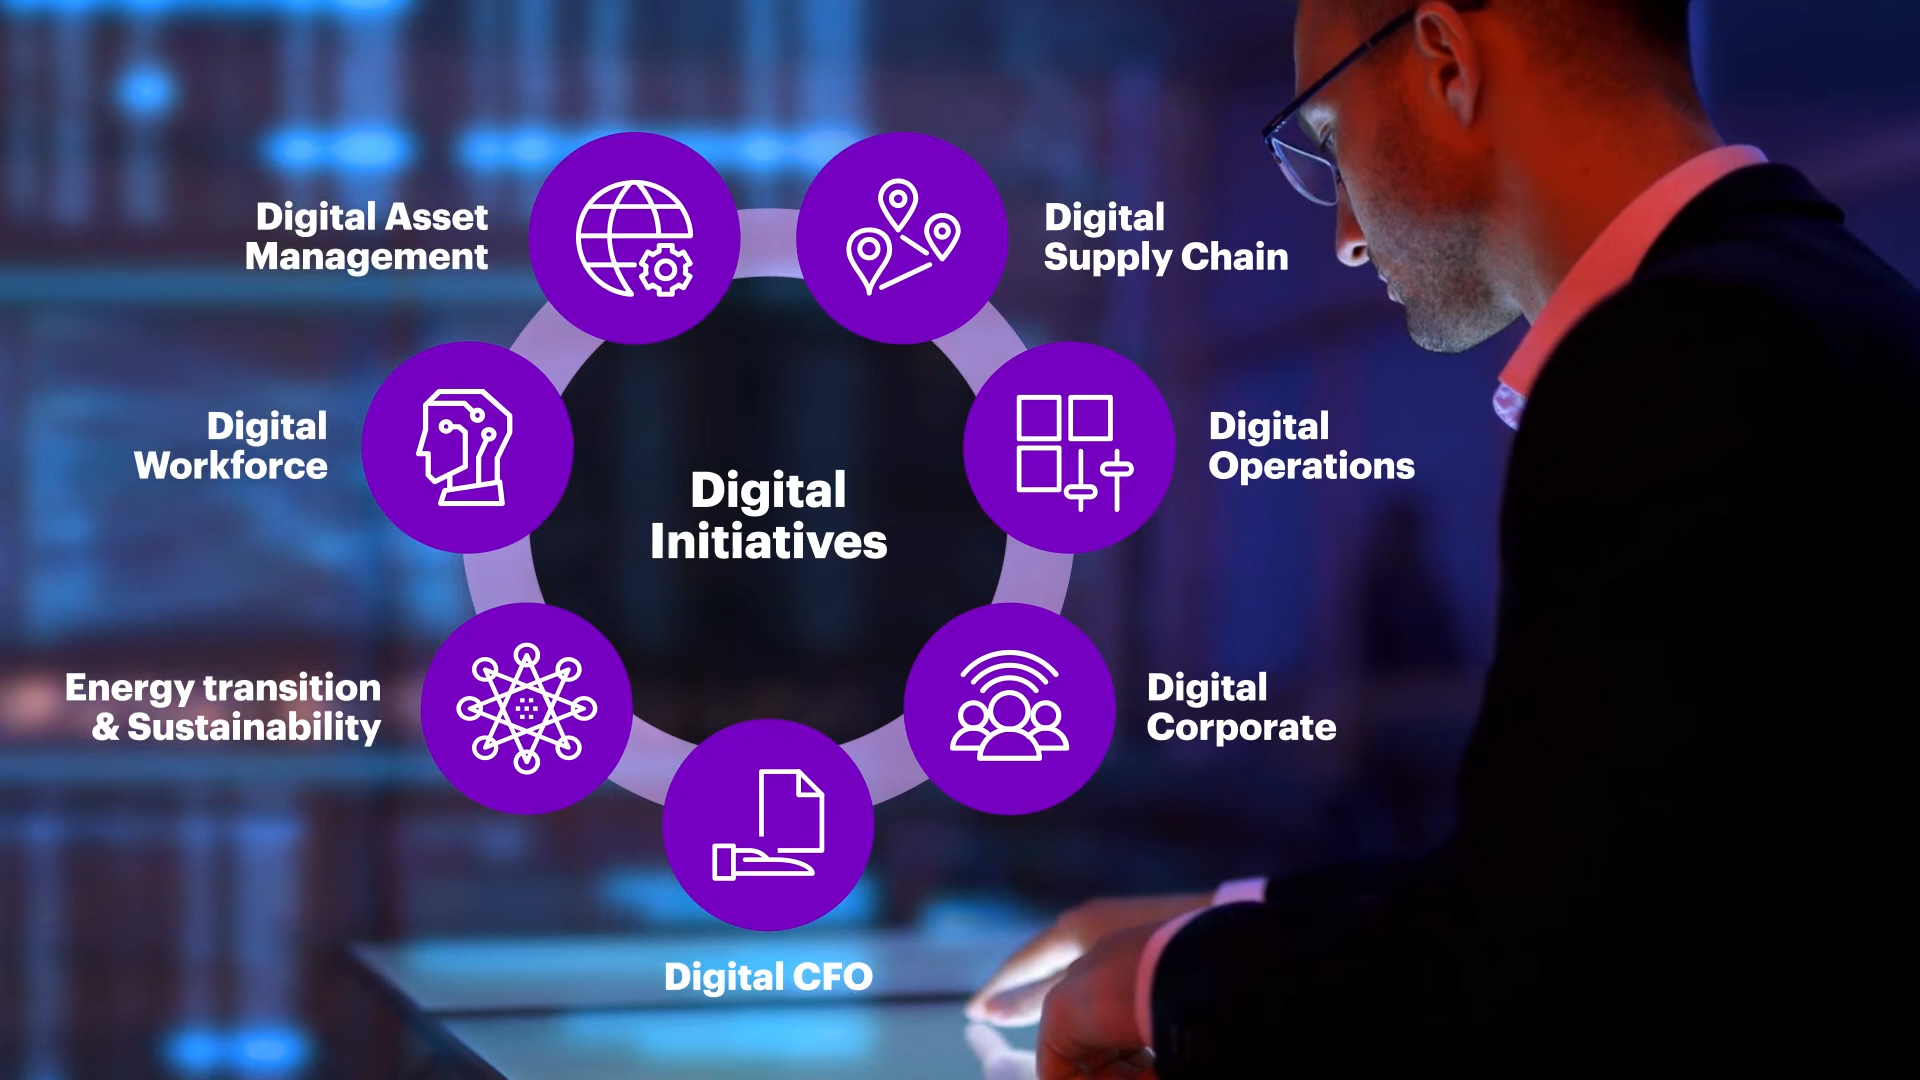 Digital Asset
Management
Digital
Supply Chain
Digital
Workforce
Digital
Operations
Digital
Initiatives
Energy transition
& Sustainability
Digital
Corporate
Digital CFO